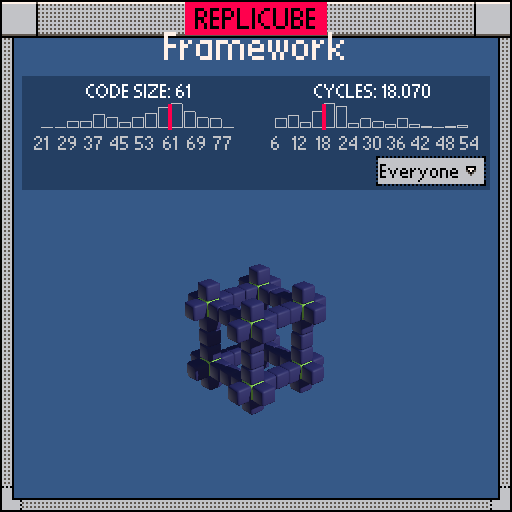 REPLICUBE
Framework
CODE SIZE: 61
CYCLES: 18.070
21 29 37 45 53 61 69 77
6 12 18 24 30 36 42 48 54
Everyone